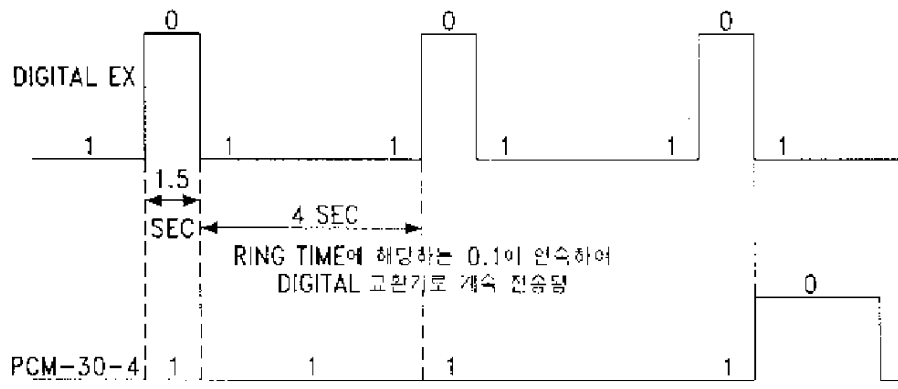 0 0 0
DIGITAL EX
1 1 1 1 1 1
1.5
SEC
4 SEC
RING TIME에 해당하는 0.1이 연속하여
DIGITAL 교환기로 계속 전송됨
0
PCM-30-4 1 1 1 1